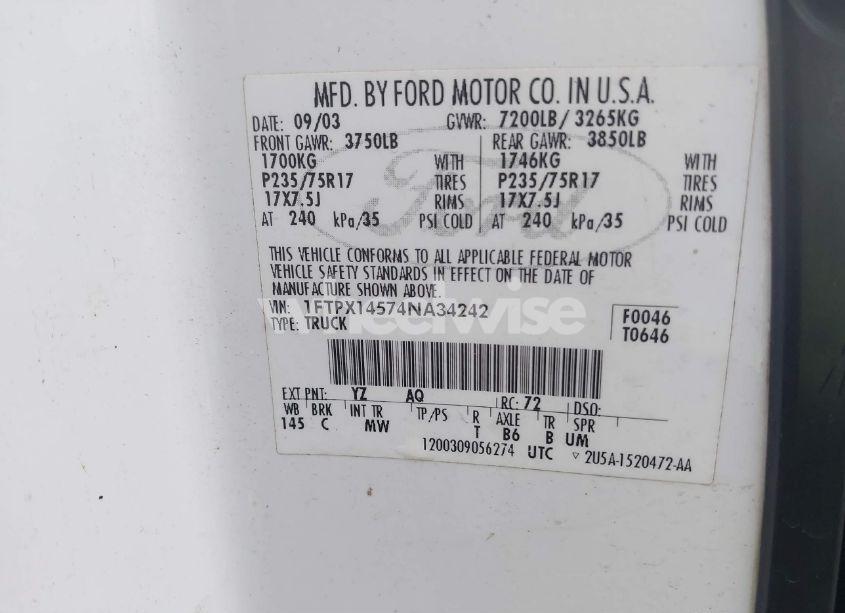 MFD. BY FORD MOTOR CO. IN U.S.A.
DATE: 09/03 GVWR: 7200LB/ 3265KG
FRONT GAWR: 3750LB REAR GAWR: 3850LB
1700KG WITH 1746KG WITH
P235/75R17 TIRES P235/75R17 TIRES
17X7.5J RIMS 17X7.5J RIMS
AT 240 kPa/35 PSI COLD AT 240 kPa/35 PSI COLD
Ford
THIS VEHICLE CONFORMS TO ALL APPLICABLE FEDERAL MOTOR
VEHICLE SAFETY STANDARDS IN EFFECT ON THE DATE OF
MANUFACTURE SHOWN ABOVE.
VIN: 1FTPX14574NA34242 F0046
TYPE: TRUCK T0646
wheelwise
EXT PNT: YZ AQ RC: 72 DSO:
WB BRK INT TR TP/PS R AXLE TR SPR
145 C MW T B6 B UM
1200309056274 UTC ▽ 2U5A-1520472-AA